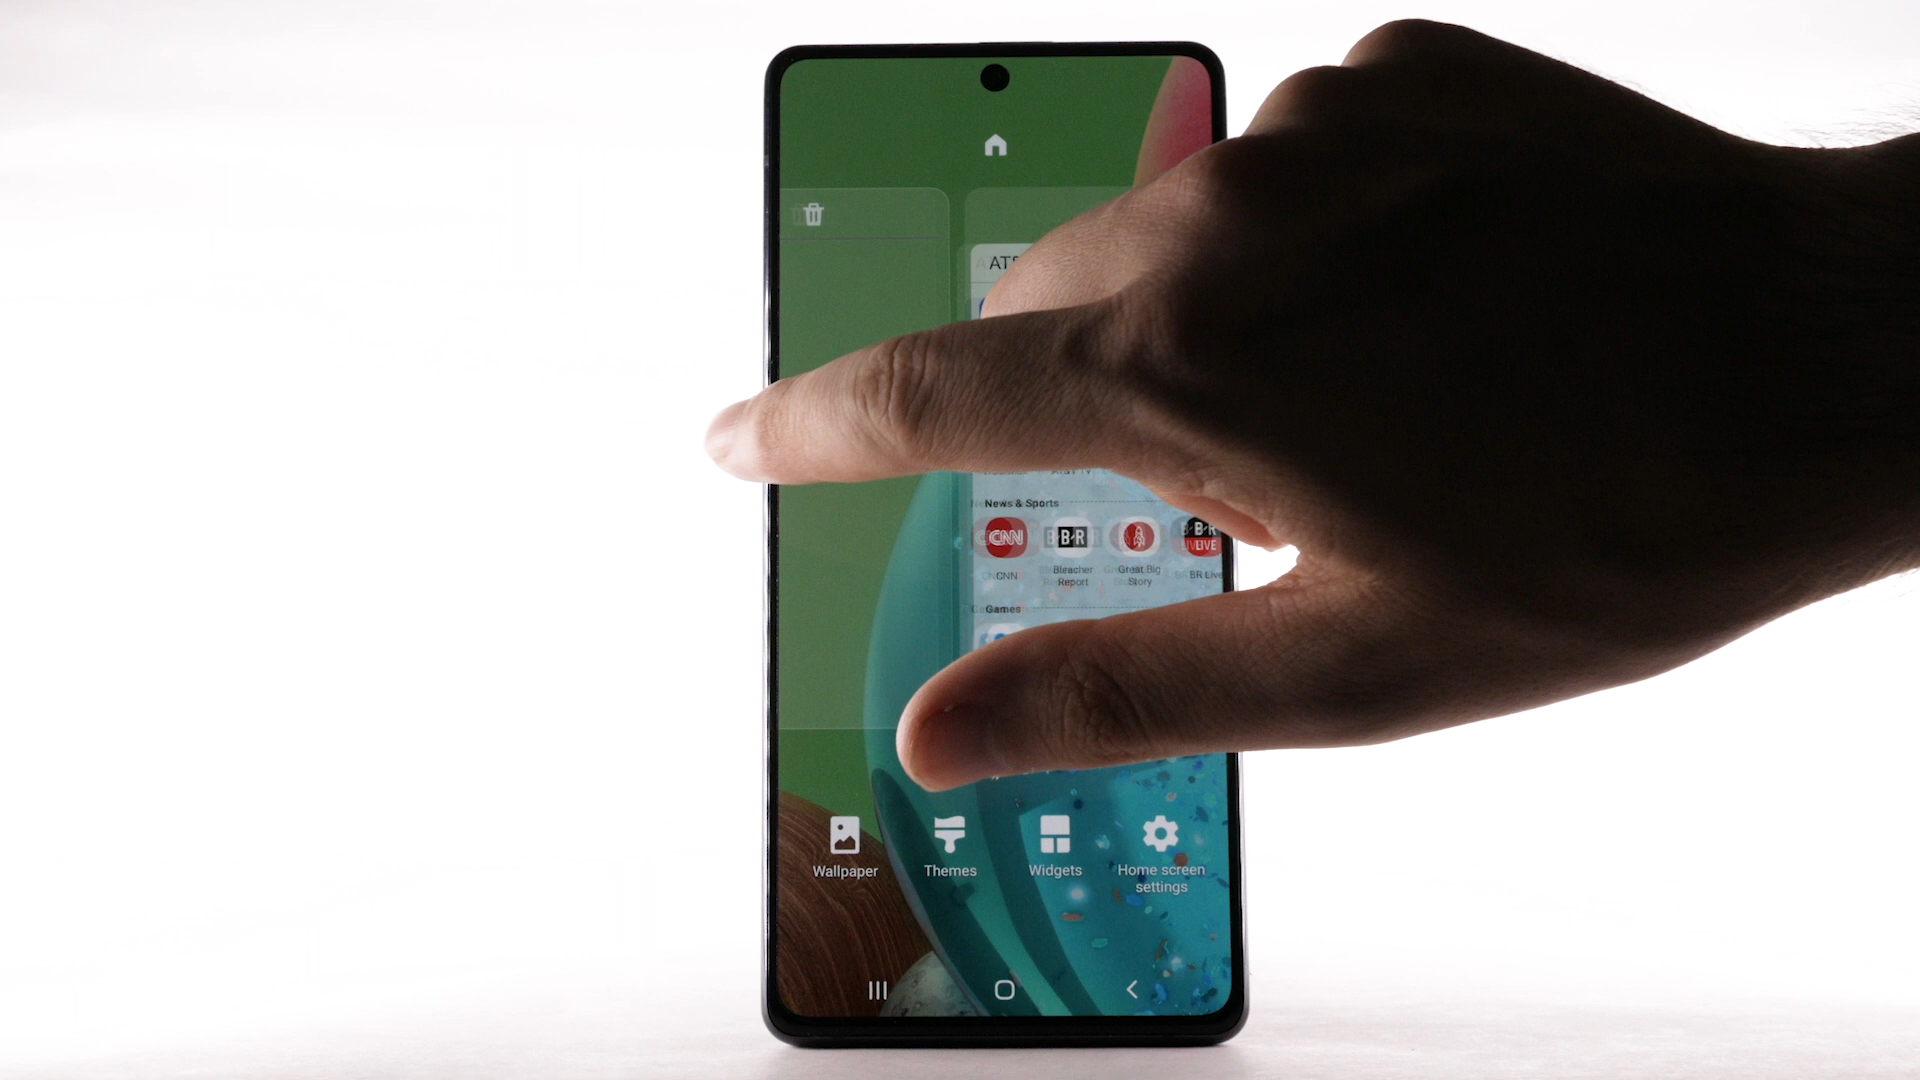 AT&
News & Sports
CNN
B/R
B/R
LIVE
CNN
Bleacher
Report
Great Big
Story
BR Live
Games
Wallpaper
Themes
Widgets
Home screen
settings